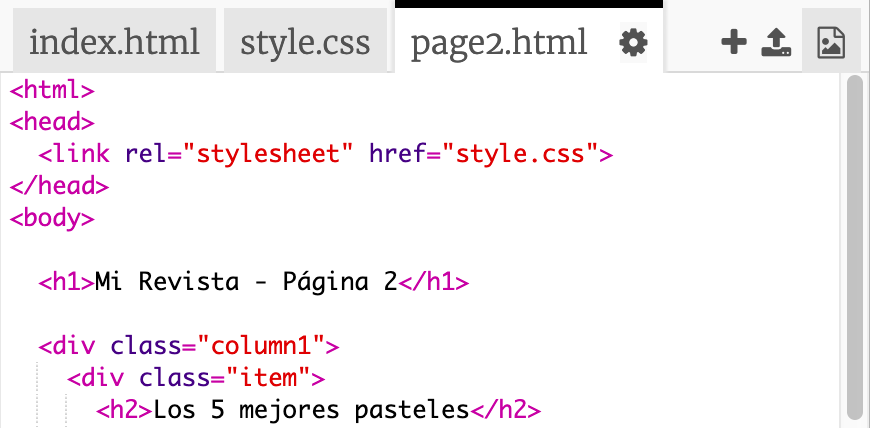 index.html style.css page2.html
<html>
<head>
<link rel="stylesheet" href="style.css">
</head>
<body>
<h1>Mi Revista - Página 2</h1>
<div class="column1">
<div class="item">
<h2>Los 5 mejores pasteles</h2>